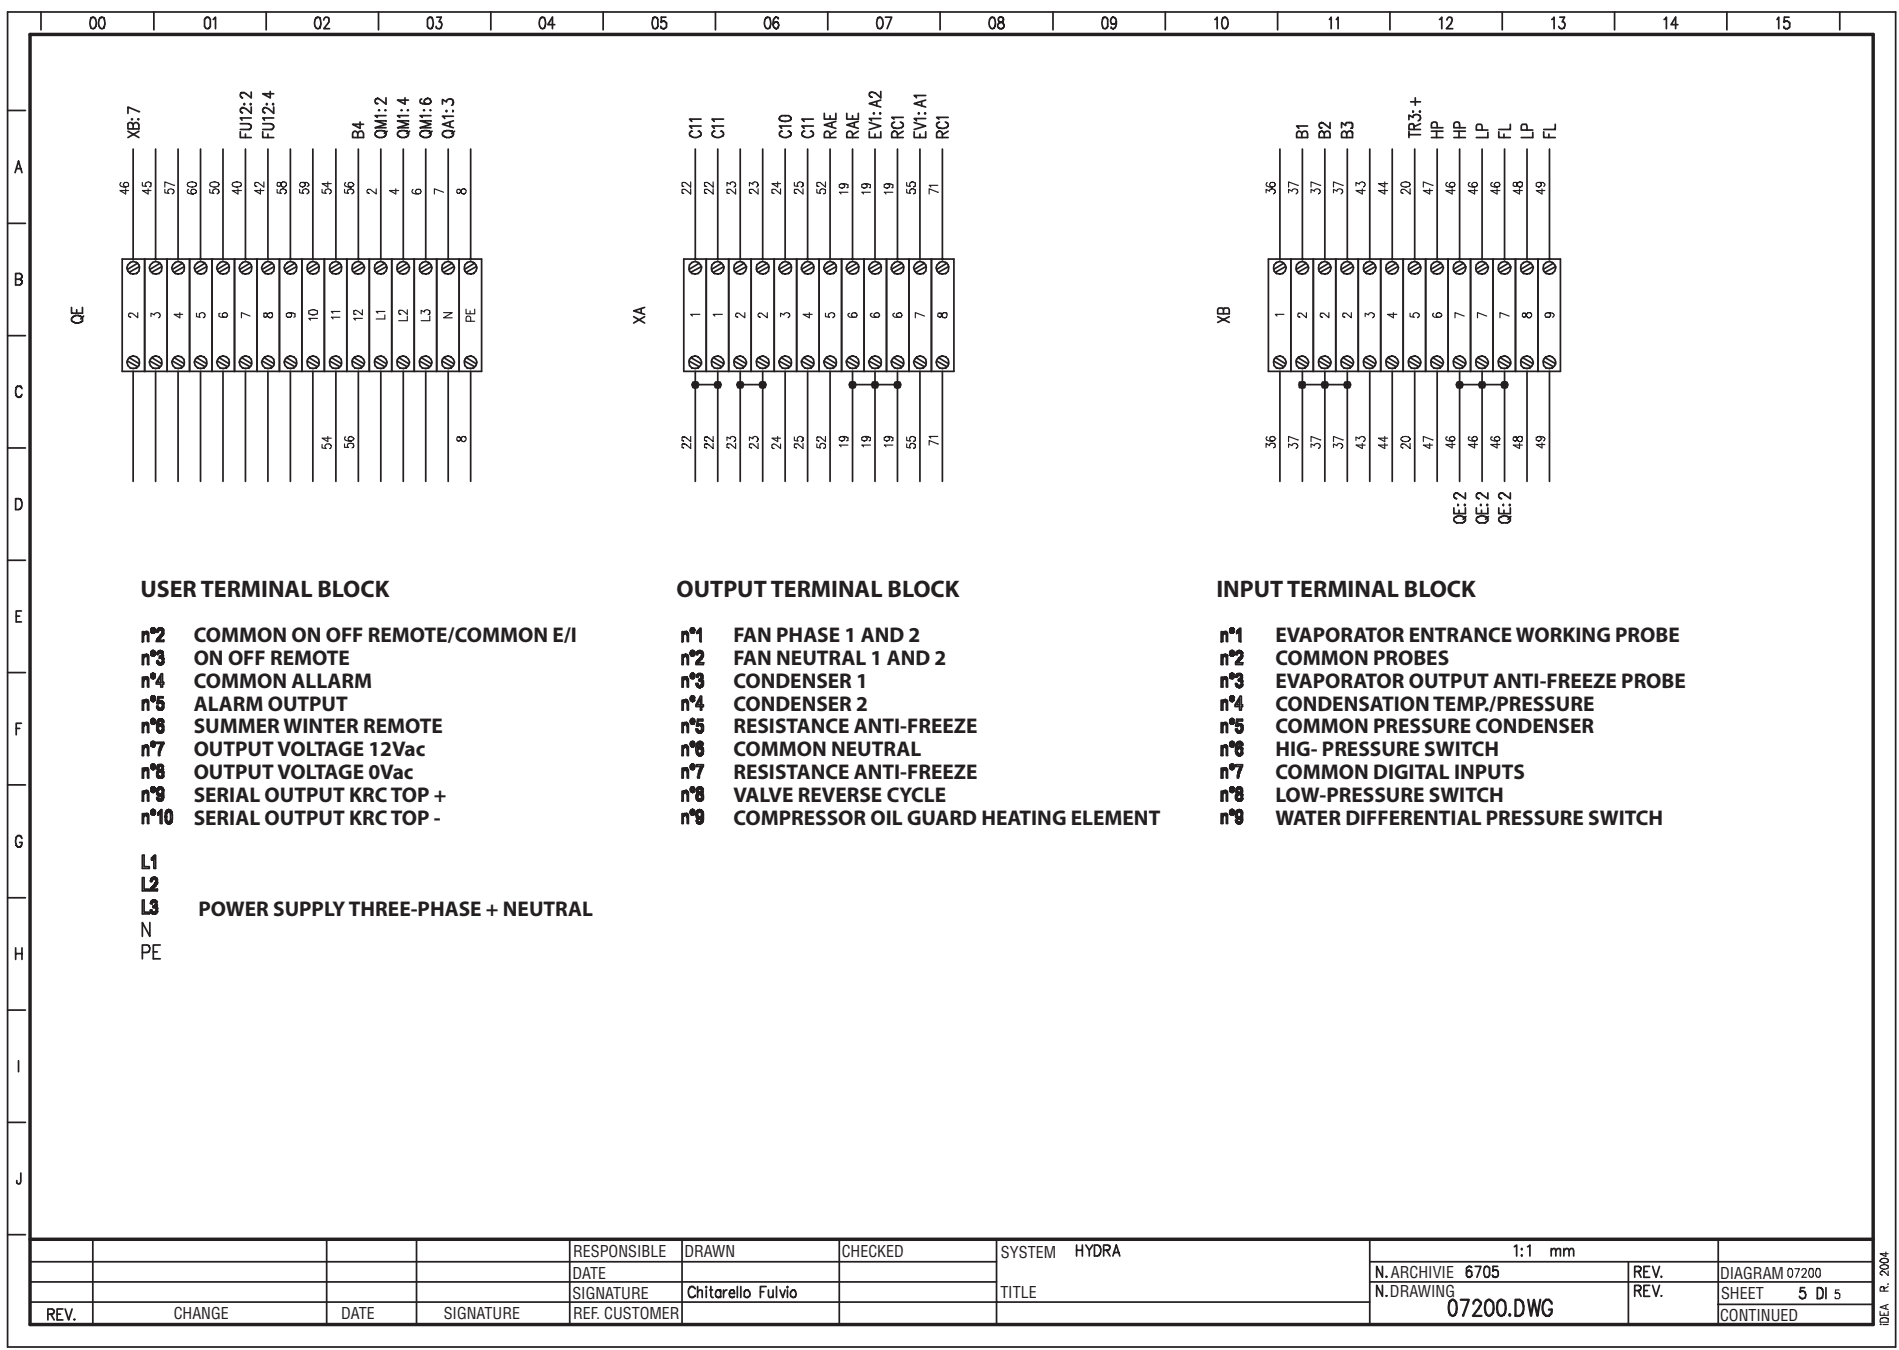 00 01 02 03 04 05 06 07 08 09 10 11 12 13 14 15
A
B
C
D
E
F
G
H
I
J
XB:7 FU12:2 FU12:4 B4 QM1:2 QM1:4 QM1:6 QA1:3
46 45 57 60 50 40 42 58 59 54 56 2 4 6 7 8
QE
2 3 4 5 6 7 8 9 10 11 12 L1 L2 L3 N PE
54 56 8
C11 C11 C10 C11 RAE RAE EV1:A2 RC1 EV1:A1 RC1
22 22 23 23 24 25 52 19 19 19 55 71
XA
1 1 2 2 3 4 5 6 6 6 7 8
22 22 23 23 24 25 52 19 19 19 55 71
B1 B2 B3 TR3:+ HP HP LP FL LP FL
36 37 37 37 43 44 20 47 46 46 46 48 49
XB
1 2 2 2 3 4 5 6 7 7 7 8 9
36 37 37 37 43 44 20 47 46 46 46 48 49
QE:2 QE:2 QE:2
USER TERMINAL BLOCK
n°2 COMMON ON OFF REMOTE/COMMON E/I
n°3 ON OFF REMOTE
n°4 COMMON ALLARM
n°5 ALARM OUTPUT
n°6 SUMMER WINTER REMOTE
n°7 OUTPUT VOLTAGE 12Vac
n°8 OUTPUT VOLTAGE 0Vac
n°9 SERIAL OUTPUT KRC TOP +
n°10 SERIAL OUTPUT KRC TOP -
L1
L2
L3 POWER SUPPLY THREE-PHASE + NEUTRAL
N
PE
OUTPUT TERMINAL BLOCK
n°1 FAN PHASE 1 AND 2
n°2 FAN NEUTRAL 1 AND 2
n°3 CONDENSER 1
n°4 CONDENSER 2
n°5 RESISTANCE ANTI-FREEZE
n°6 COMMON NEUTRAL
n°7 RESISTANCE ANTI-FREEZE
n°8 VALVE REVERSE CYCLE
n°9 COMPRESSOR OIL GUARD HEATING ELEMENT
INPUT TERMINAL BLOCK
n°1 EVAPORATOR ENTRANCE WORKING PROBE
n°2 COMMON PROBES
n°3 EVAPORATOR OUTPUT ANTI-FREEZE PROBE
n°4 CONDENSATION TEMP./PRESSURE
n°5 COMMON PRESSURE CONDENSER
n°6 HIG- PRESSURE SWITCH
n°7 COMMON DIGITAL INPUTS
n°8 LOW-PRESSURE SWITCH
n°9 WATER DIFFERENTIAL PRESSURE SWITCH
REV. CHANGE DATE SIGNATURE
RESPONSIBLE DRAWN CHECKED
DATE
SIGNATURE Chitarello Fulvio
REF. CUSTOMER
SYSTEM HYDRA
TITLE
1:1 mm
N.ARCHIVIE 6705 REV.
N.DRAWING REV.
07200.DWG
DIAGRAM 07200
SHEET 5 DI 5
CONTINUED
iDEA R. 2004